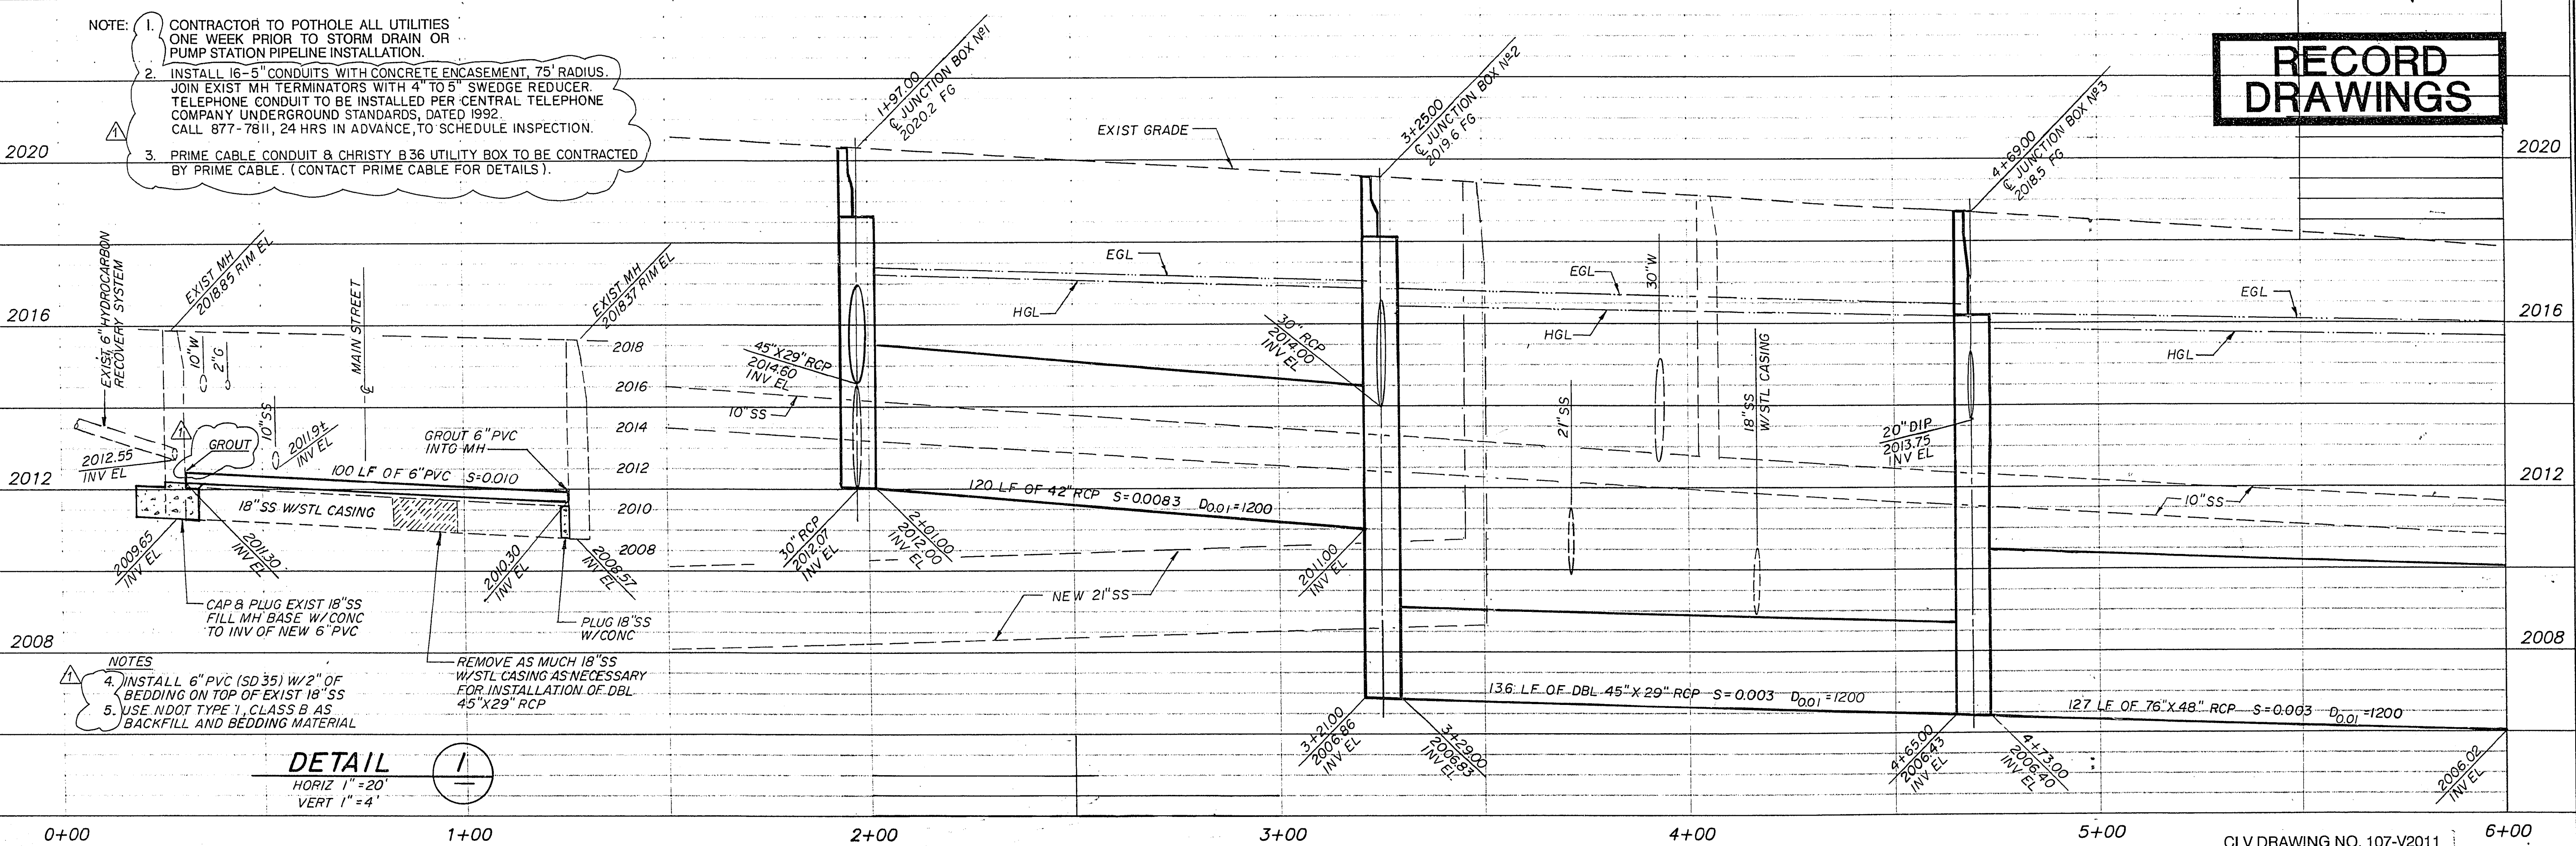 NOTE: 1. CONTRACTOR TO POTHOLE ALL UTILITIES
ONE WEEK PRIOR TO STORM DRAIN OR
PUMP STATION PIPELINE INSTALLATION.
2. INSTALL 16-5" CONDUITS WITH CONCRETE ENCASEMENT, 75' RADIUS.
JOIN EXIST MH TERMINATORS WITH 4" TO 5" SWEDGE REDUCER.
TELEPHONE CONDUIT TO BE INSTALLED PER CENTRAL TELEPHONE
COMPANY UNDERGROUND STANDARDS, DATED 1992.
CALL 877-7811, 24 HRS IN ADVANCE, TO SCHEDULE INSPECTION.
1
3. PRIME CABLE CONDUIT & CHRISTY B36 UTILITY BOX TO BE CONTRACTED
BY PRIME CABLE. (CONTACT PRIME CABLE FOR DETAILS).
RECORD
DRAWINGS
1+97.00
℄ JUNCTION BOX Nº1
2020.2 FG
EXIST GRADE
3+25.00
℄ JUNCTION BOX Nº2
2019.6 FG
4+69.00
℄ JUNCTION BOX Nº3
2018.5 FG
2020
2020
EXIST 6" HYDROCARBON
RECOVERY SYSTEM
EXIST MH
2018.85 RIM EL
10"W
2"G
MAIN STREET
℄
EXIST MH
2018.37 RIM EL
EGL
HGL
EGL
HGL
30"W
EGL
HGL
2016
2016
2018
2016
2014
2012
2010
2008
45"X29" RCP
2014.60
INV EL
30" RCP
2014.00
INV EL
10"SS
21"SS
18"SS
W/STL CASING
20" DIP
2013.75
INV EL
1
GROUT
10"SS
2011.9±
INV EL
GROUT 6" PVC
INTO MH
2012.55
INV EL
2012
2012
100 LF OF 6" PVC S=0.010
18"SS W/STL CASING
120 LF OF 42" RCP S=0.0083 D0.01=1200
10"SS
2009.65
INV EL
2011.30
INV EL
2010.30
INV EL
2008.57
INV EL
30" RCP
2012.07
INV EL
2+01.00
2012.00
INV EL
2011.00
INV EL
NEW 21"SS
CAP & PLUG EXIST 18"SS
FILL MH BASE W/CONC
TO INV OF NEW 6"PVC
PLUG 18"SS
W/CONC
2008
2008
REMOVE AS MUCH 18"SS
W/STL CASING AS NECESSARY
FOR INSTALLATION OF DBL
45"X29" RCP
1
NOTES
4. INSTALL 6" PVC (SD 35) W/2" OF
BEDDING ON TOP OF EXIST 18"SS
5. USE NDOT TYPE 1, CLASS B AS
BACKFILL AND BEDDING MATERIAL
136 LF OF DBL 45" X 29" RCP S=0.003 D0.01=1200
127 LF OF 76"X48" RCP S=0.003 D0.01=1200
3+21.00
2006.86
INV EL
3+29.00
2006.83
INV EL
4+65.00
2006.43
INV EL
4+73.00
2006.40
INV EL
2006.02
INV EL
DETAIL 1
HORIZ 1"=20'
VERT 1"=4'
0+00 1+00 2+00 3+00 4+00 5+00 6+00
CLV DRAWING NO. 107-V2011